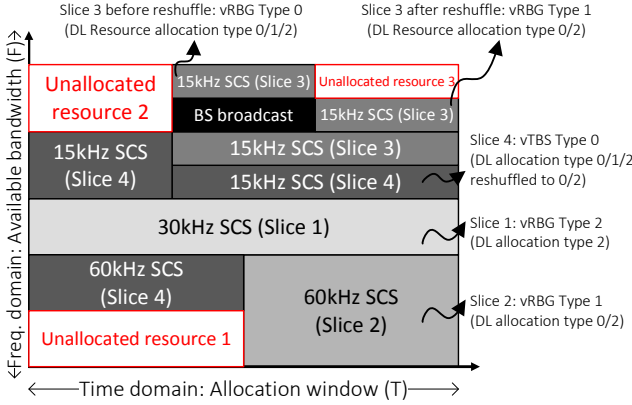 Slice 3 before reshuffle: vRBG Type 0
(DL Resource allocation type 0/1/2)
Slice 3 after reshuffle: vRBG Type 1
(DL Resource allocation type 0/2)
Freq. domain: Available bandwidth (F)
Unallocated
resource 2
15kHz SCS (Slice 3)
Unallocated resource 3
BS broadcast
15kHz SCS (Slice 3)
15kHz SCS
(Slice 4)
15kHz SCS (Slice 3)
15kHz SCS (Slice 4)
Slice 4: vTBS Type 0
(DL allocation type 0/1/2
reshuffled to 0/2)
30kHz SCS (Slice 1)
Slice 1: vRBG Type 2
(DL allocation type 2)
60kHz SCS
(Slice 4)
60kHz SCS
(Slice 2)
Slice 2: vRBG Type 1
(DL allocation type 0/2)
Unallocated resource 1
Time domain: Allocation window (T)